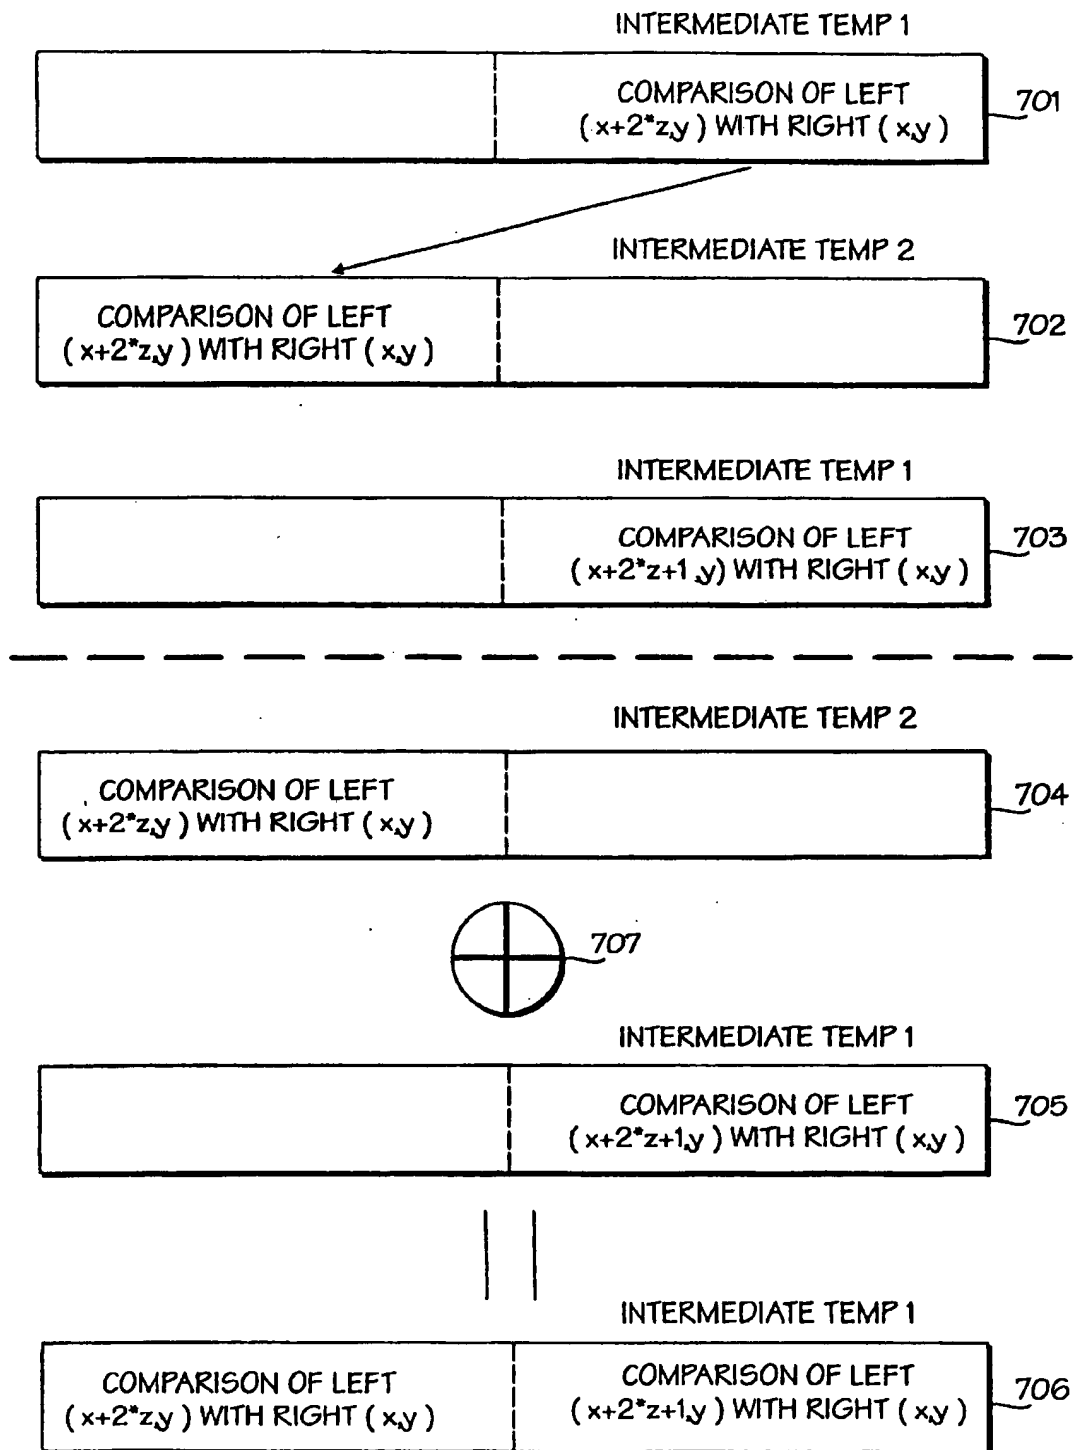 INTERMEDIATE TEMP 1
COMPARISON OF LEFT
(x+2*z,y) WITH RIGHT (x,y)
701
INTERMEDIATE TEMP 2
COMPARISON OF LEFT
(x+2*z,y) WITH RIGHT (x,y)
702
INTERMEDIATE TEMP 1
COMPARISON OF LEFT
(x+2*z+1,y) WITH RIGHT (x,y)
703
INTERMEDIATE TEMP 2
COMPARISON OF LEFT
(x+2*z,y) WITH RIGHT (x,y)
704
707
INTERMEDIATE TEMP 1
COMPARISON OF LEFT
(x+2*z+1,y) WITH RIGHT (x,y)
705
INTERMEDIATE TEMP 1
COMPARISON OF LEFT
(x+2*z,y) WITH RIGHT (x,y)
COMPARISON OF LEFT
(x+2*z+1,y) WITH RIGHT (x,y)
706